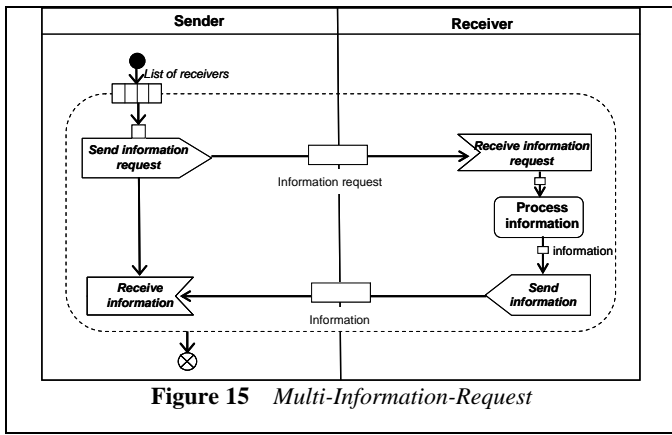 Sender
Receiver
List of receivers
Send information
request
Receive information
request
Information request
Process
information
information
Receive
information
Send
information
Information
Figure 15 Multi-Information-Request